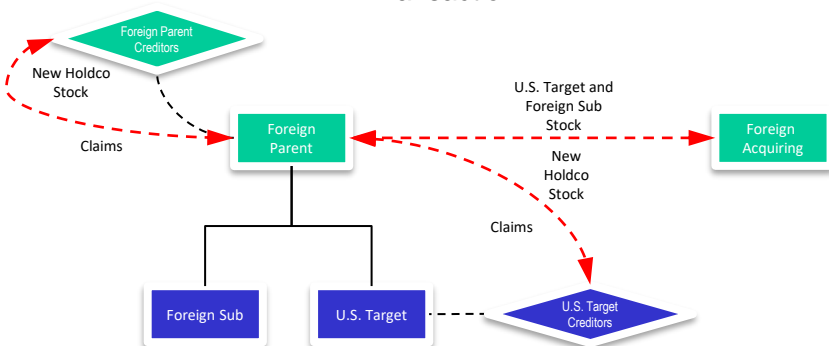 Foreign Parent
Creditors
New Holdco
Stock
Claims
Foreign
Parent
U.S. Target and
Foreign Sub
Stock
New
Holdco
Stock
Foreign
Acquiring
Claims
Foreign Sub
U.S. Target
U.S. Target
Creditors